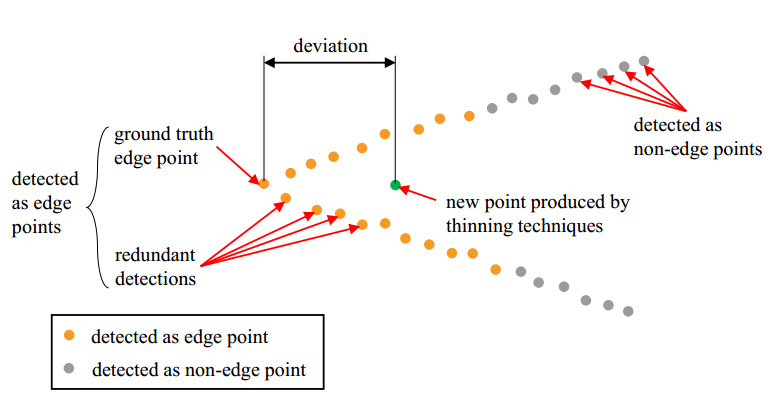 deviation
ground truth
edge point
detected
as edge
points
redundant
detections
detected as
non-edge points
new point produced by
thinning techniques
detected as edge point
detected as non-edge point